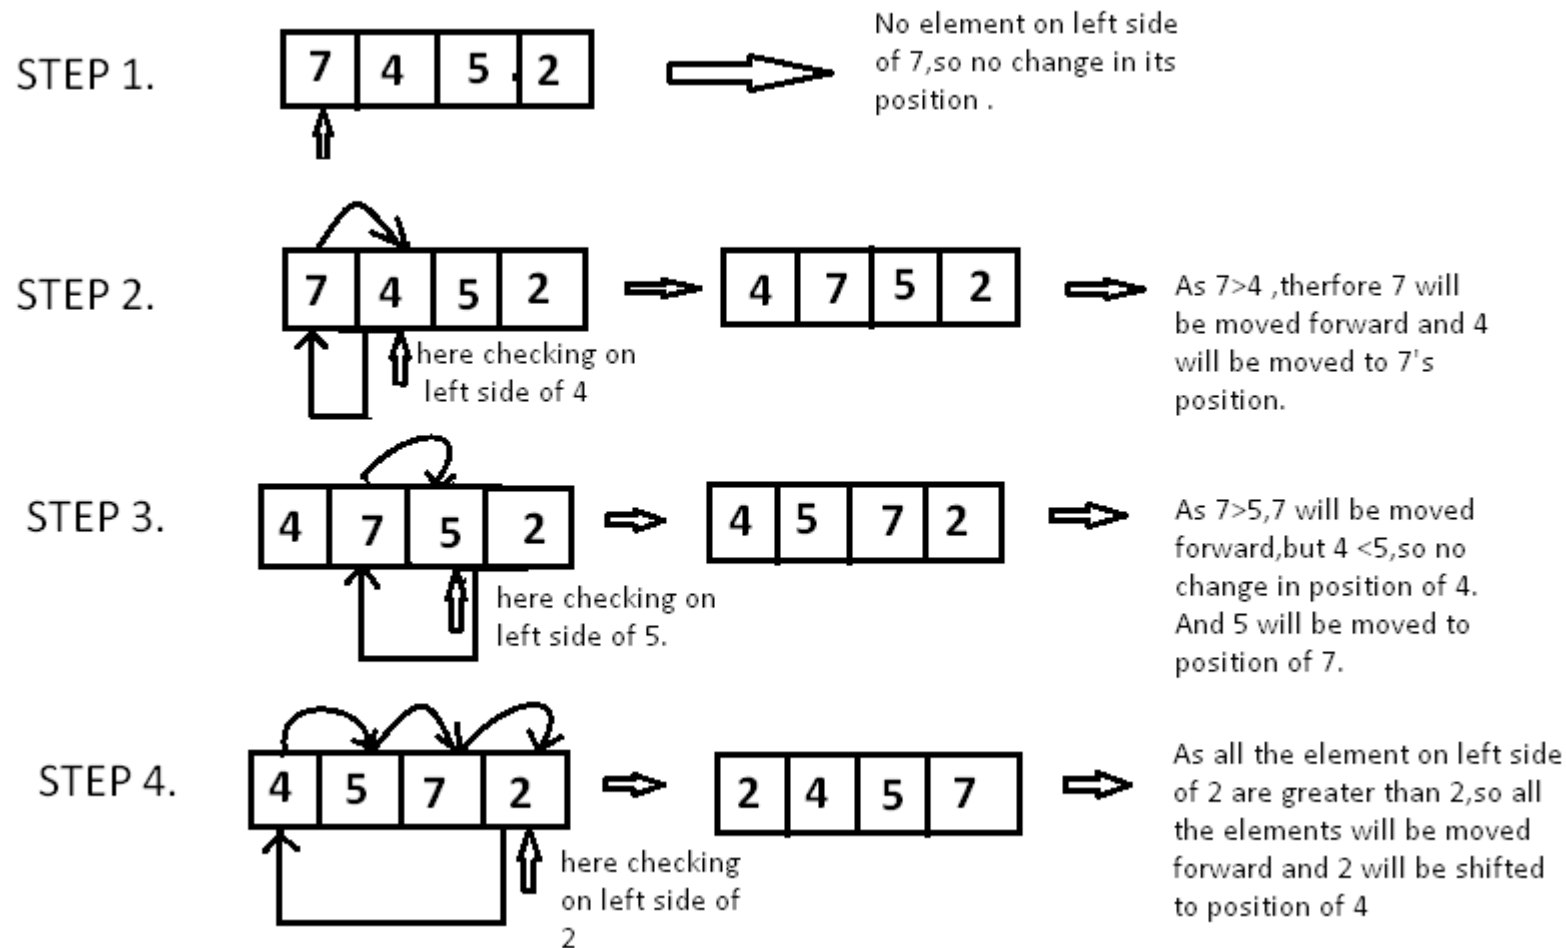 STEP 1.
7 4 5 2
No element on left side
of 7,so no change in its
position .
STEP 2.
7 4 5 2
here checking on
left side of 4
4 7 5 2
As 7>4 ,therfore 7 will
be moved forward and 4
will be moved to 7's
position.
STEP 3.
4 7 5 2
here checking on
left side of 5.
4 5 7 2
As 7>5,7 will be moved
forward,but 4 <5,so no
change in position of 4.
And 5 will be moved to
position of 7.
STEP 4.
4 5 7 2
here checking
on left side of
2
2 4 5 7
As all the element on left side
of 2 are greater than 2,so all
the elements will be moved
forward and 2 will be shifted
to position of 4